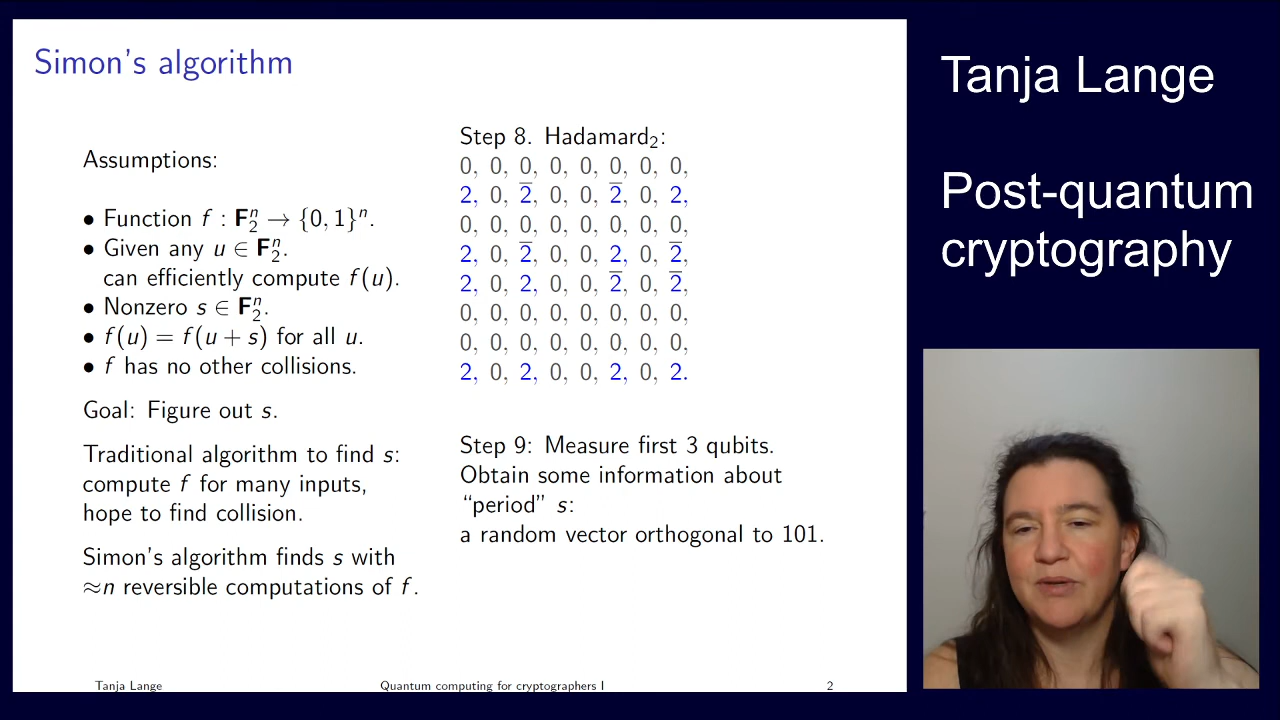 Simon's algorithm
Assumptions:
• Function f : F₂ⁿ → {0, 1}ⁿ.
• Given any u ∈ F₂ⁿ.
can efficiently compute f(u).
• Nonzero s ∈ F₂ⁿ.
• f(u) = f(u + s) for all u.
• f has no other collisions.
Goal: Figure out s.
Traditional algorithm to find s:
compute f for many inputs,
hope to find collision.
Simon's algorithm finds s with
≈n reversible computations of f.
Step 8. Hadamard₂:
0, 0, 0, 0, 0, 0, 0, 0,
2, 0, 2̅, 0, 0, 2̅, 0, 2,
0, 0, 0, 0, 0, 0, 0, 0,
2, 0, 2̅, 0, 0, 2, 0, 2̅,
2, 0, 2, 0, 0, 2̅, 0, 2̅,
0, 0, 0, 0, 0, 0, 0, 0,
0, 0, 0, 0, 0, 0, 0, 0,
2, 0, 2, 0, 0, 2, 0, 2.
Step 9: Measure first 3 qubits.
Obtain some information about
“period” s:
a random vector orthogonal to 101.
Tanja Lange
Quantum computing for cryptographers I
2
Tanja Lange
Post-quantum
cryptography